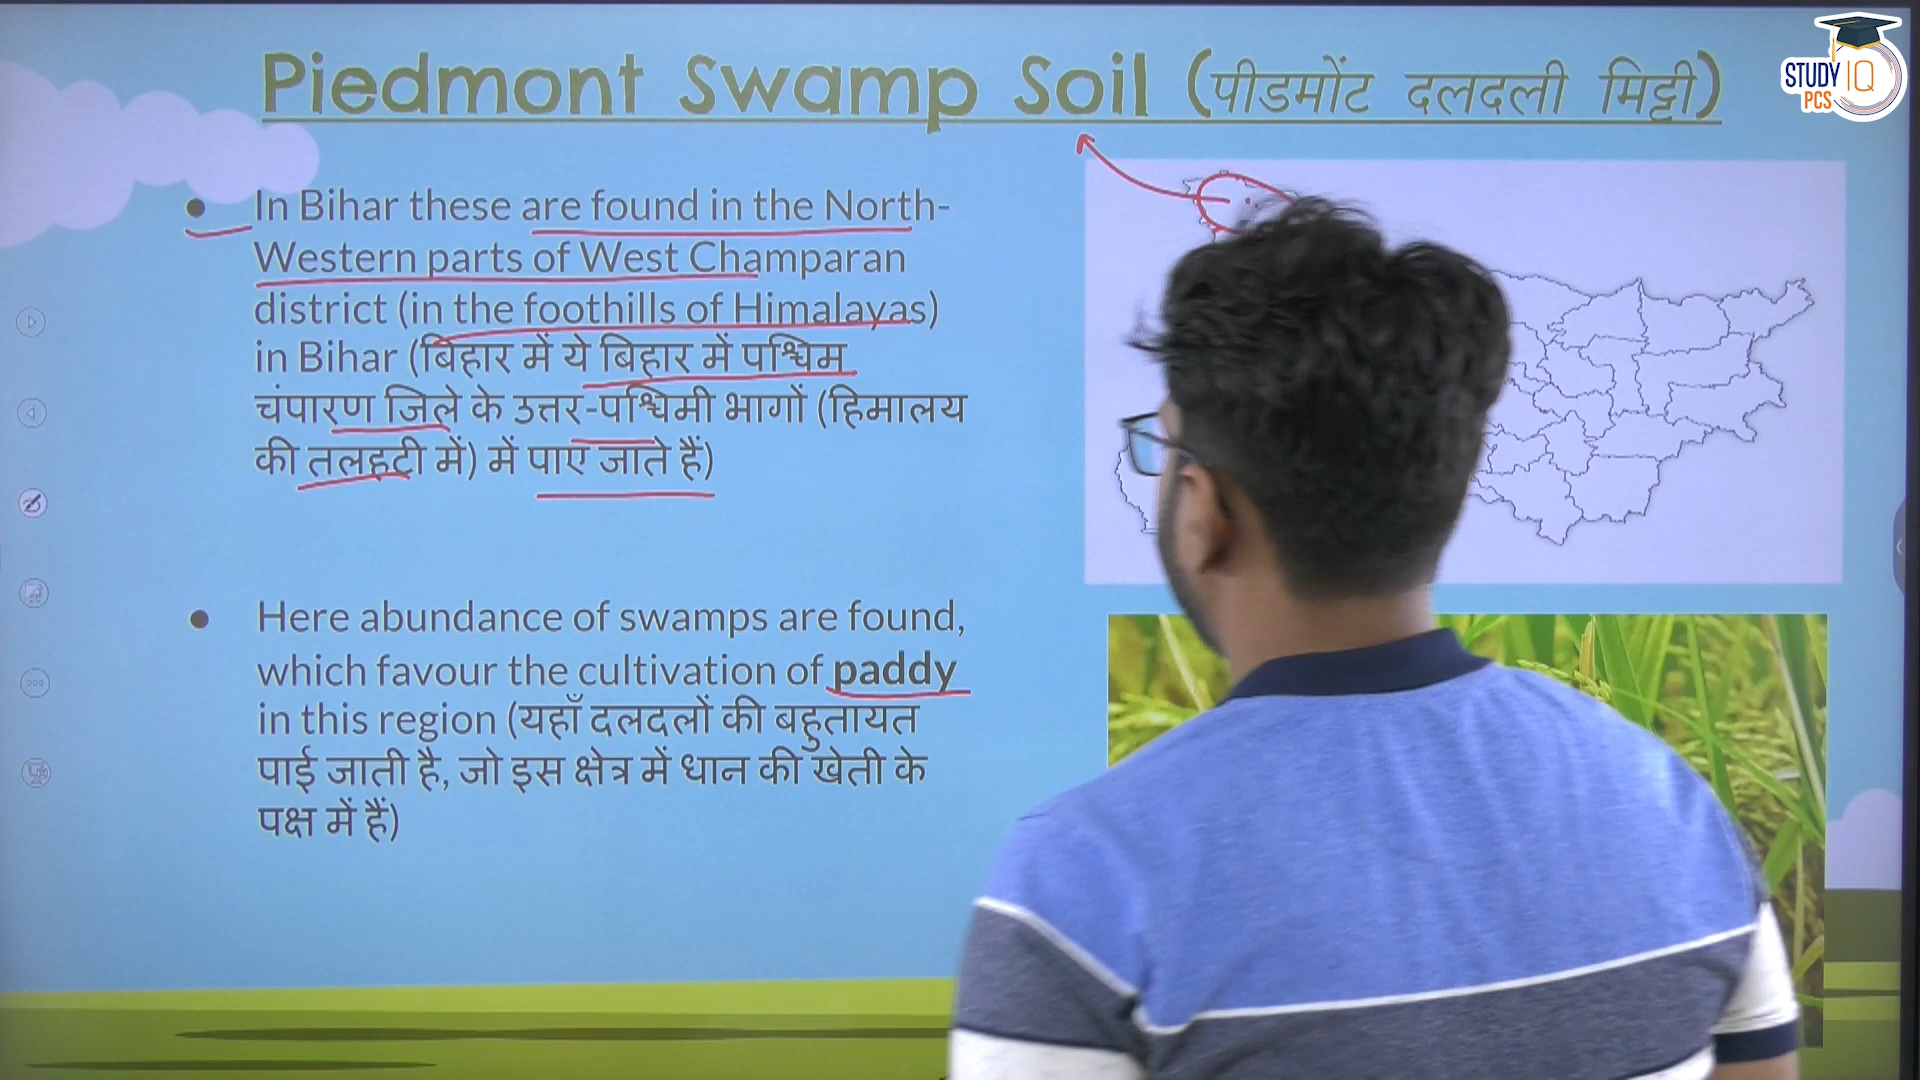 Piedmont Swamp Soil (पीडमोंट दलदली मिट्टी)
STUDY IQ
PCS
● In Bihar these are found in the North-
Western parts of West Champaran
district (in the foothills of Himalayas)
in Bihar (बिहार में ये बिहार में पश्चिम
चंपारण जिले के उत्तर-पश्चिमी भागों (हिमालय
की तलहटी में) में पाए जाते हैं)
● Here abundance of swamps are found,
which favour the cultivation of paddy
in this region (यहाँ दलदलों की बहुतायत
पाई जाती है, जो इस क्षेत्र में धान की खेती के
पक्ष में हैं)